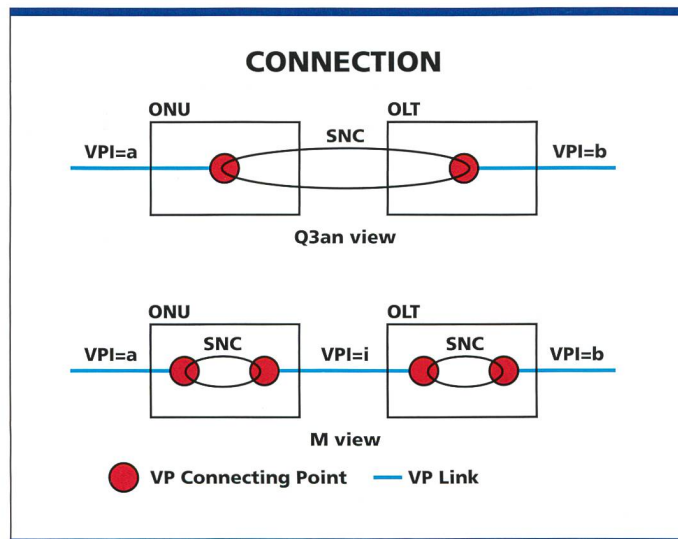 CONNECTION
ONU
OLT
SNC
VPI=a
VPI=b
Q3an view
ONU
OLT
SNC
SNC
VPI=a
VPI=i
VPI=b
M view
VP Connecting Point
VP Link